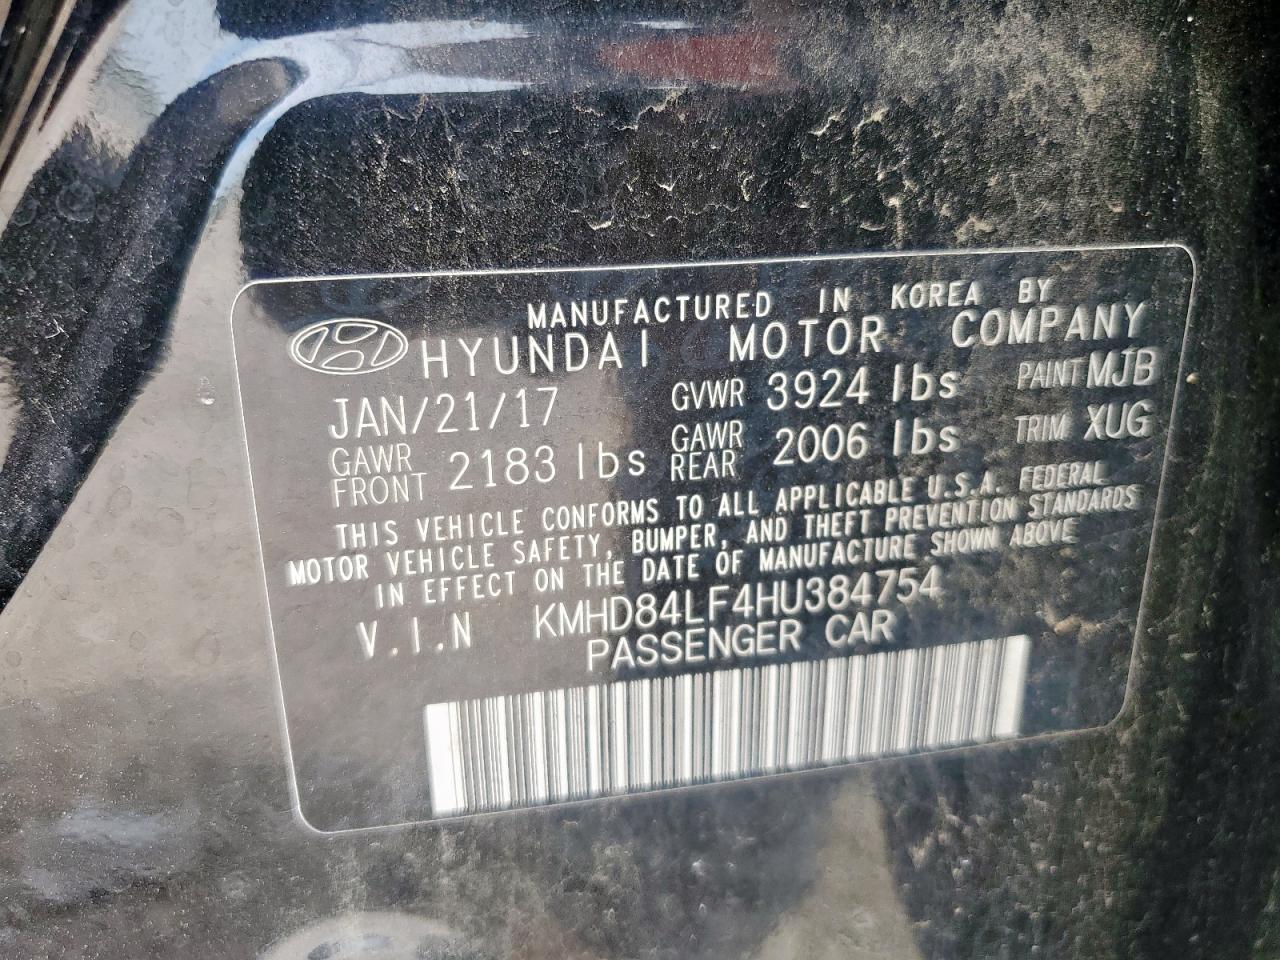 MANUFACTURED IN KOREA BY
HYUNDAI MOTOR COMPANY
JAN/21/17 GVWR 3924 lbs PAINT MJB
GAWR FRONT 2183 lbs GAWR REAR 2006 lbs TRIM XUG
THIS VEHICLE CONFORMS TO ALL APPLICABLE U.S.A. FEDERAL
MOTOR VEHICLE SAFETY, BUMPER, AND THEFT PREVENTION STANDARDS
IN EFFECT ON THE DATE OF MANUFACTURE SHOWN ABOVE
V.I.N KMHD84LF4HU384754
PASSENGER CAR